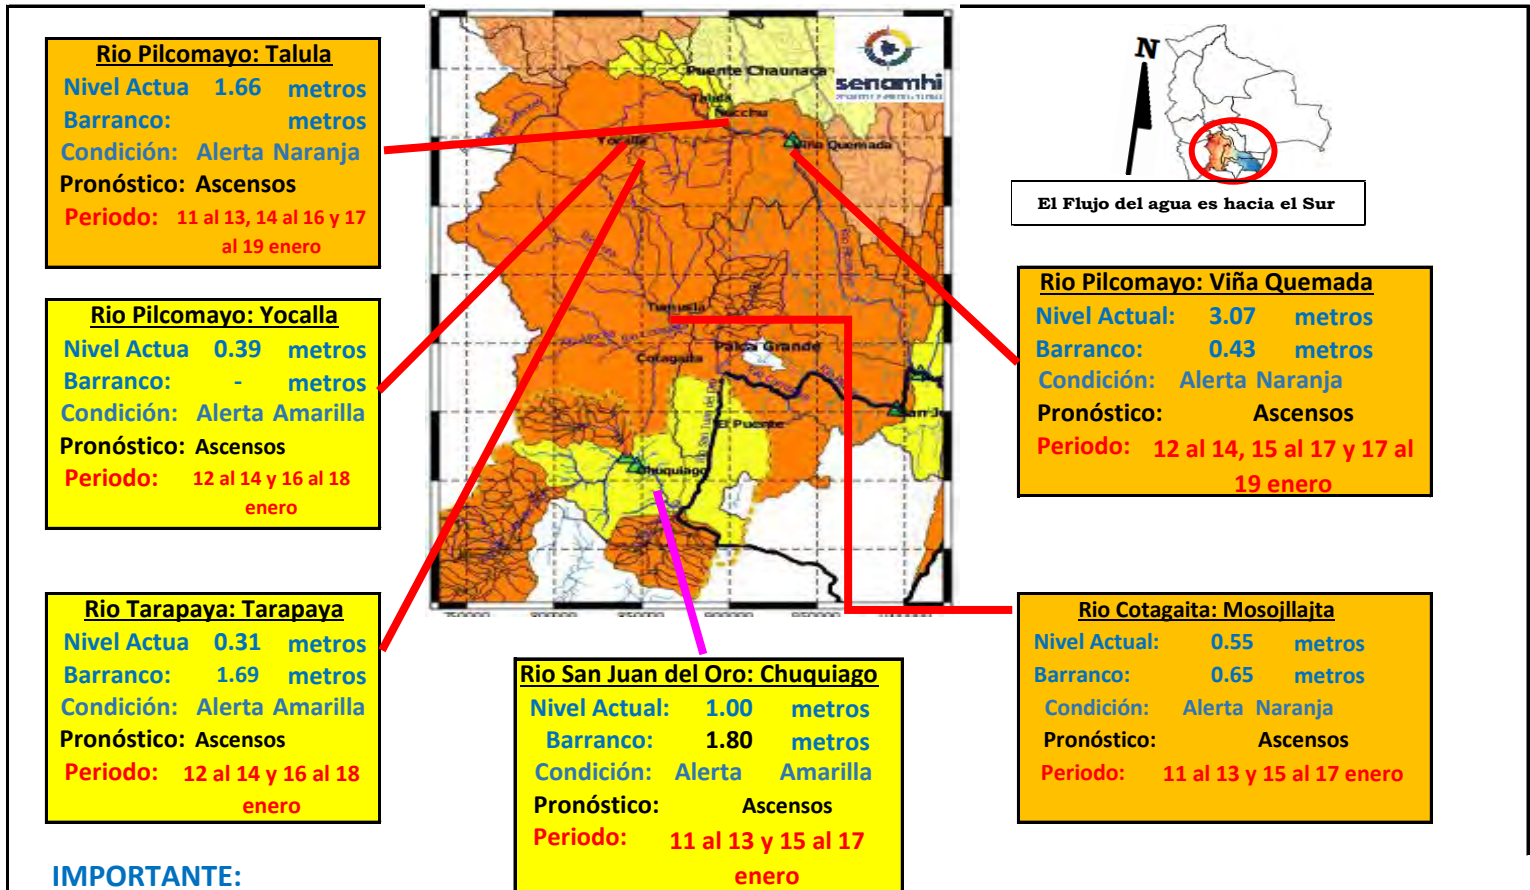 Rio Pilcomayo: Talula
Nivel Actua 1.66 metros
Barranco: metros
Condición: Alerta Naranja
Pronóstico: Ascensos
Periodo: 11 al 13, 14 al 16 y 17
al 19 enero
Rio Pilcomayo: Yocalla
Nivel Actua 0.39 metros
Barranco: - metros
Condición: Alerta Amarilla
Pronóstico: Ascensos
Periodo: 12 al 14 y 16 al 18
enero
Rio Tarapaya: Tarapaya
Nivel Actua 0.31 metros
Barranco: 1.69 metros
Condición: Alerta Amarilla
Pronóstico: Ascensos
Periodo: 12 al 14 y 16 al 18
enero
Puente Chaunaca
senamhi
Talula
Yocalla
Viña Quemada
Tumusla
Palca Grande
Cotagaita
El Puente
Chuquiago
N
El Flujo del agua es hacia el Sur
Rio Pilcomayo: Viña Quemada
Nivel Actual: 3.07 metros
Barranco: 0.43 metros
Condición: Alerta Naranja
Pronóstico: Ascensos
Periodo: 12 al 14, 15 al 17 y 17 al
19 enero
Rio Cotagaita: Mosojllajta
Nivel Actual: 0.55 metros
Barranco: 0.65 metros
Condición: Alerta Naranja
Pronóstico: Ascensos
Periodo: 11 al 13 y 15 al 17 enero
Rio San Juan del Oro: Chuquiago
Nivel Actual: 1.00 metros
Barranco: 1.80 metros
Condición: Alerta Amarilla
Pronóstico: Ascensos
Periodo: 11 al 13 y 15 al 17
enero
IMPORTANTE: